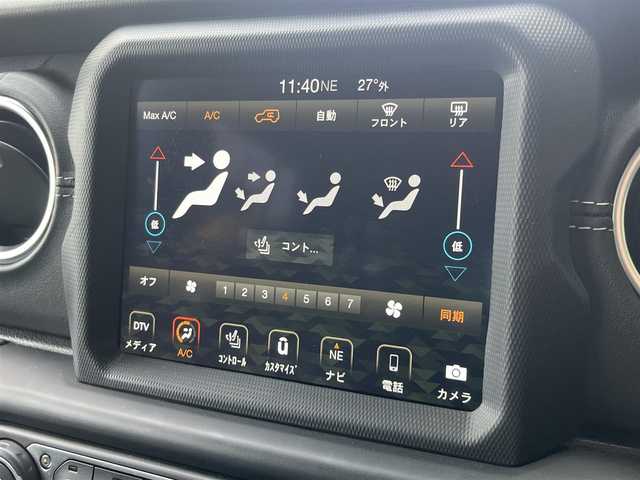 11:40NE 27°外
Max A/C A/C 自動 フロント リア
低 低
コント...
オフ 1 2 3 4 5 6 7 同期
DTV NE
メディア A/C コントロール カスタマイズ ナビ 電話 カメラ